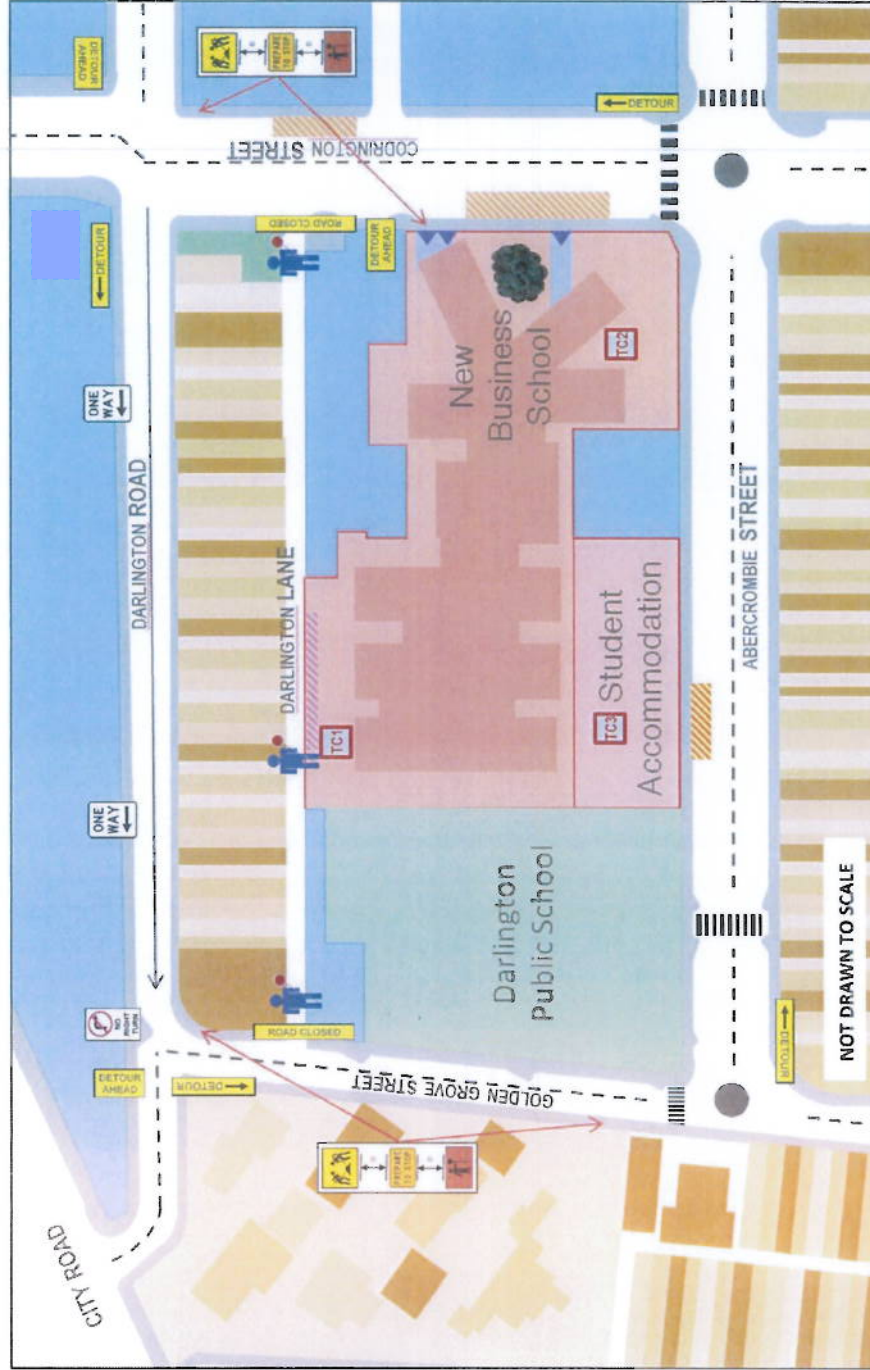 CITY ROAD
DETOUR
AHEAD
NO
RIGHT
TURN
ONE
WAY
ONE
WAY
DETOUR
DETOUR
AHEAD
DARLINGTON ROAD
DETOUR
ROAD CLOSED
DARLINGTON LANE
ROAD CLOSED
PREPARE
TO STOP
GOLDEN GROVE STREET
TC1
DETOUR
AHEAD
CODRINGTON STREET
PREPARE
TO STOP
Darlington
Public School
New
Business
School
TC3
Student
Accommodation
TC2
DETOUR
ABERCROMBIE STREET
DETOUR
NOT DRAWN TO SCALE